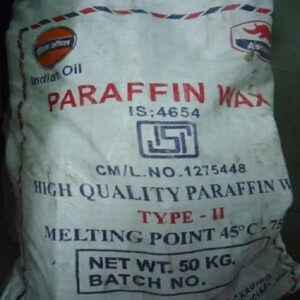 Indian Oil
PARAFFIN WAX
IS:4654
CM/L.NO.1275448
HIGH QUALITY PARAFFIN W
TYPE - II
MELTING POINT 45°C - 75
NET WT. 50 KG.
BATCH NO.